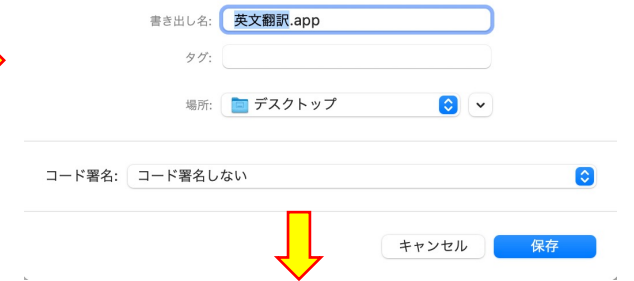 書き出し名: 英文翻訳.app
タグ:
場所: デスクトップ
コード署名: コード署名しない
キャンセル 保存